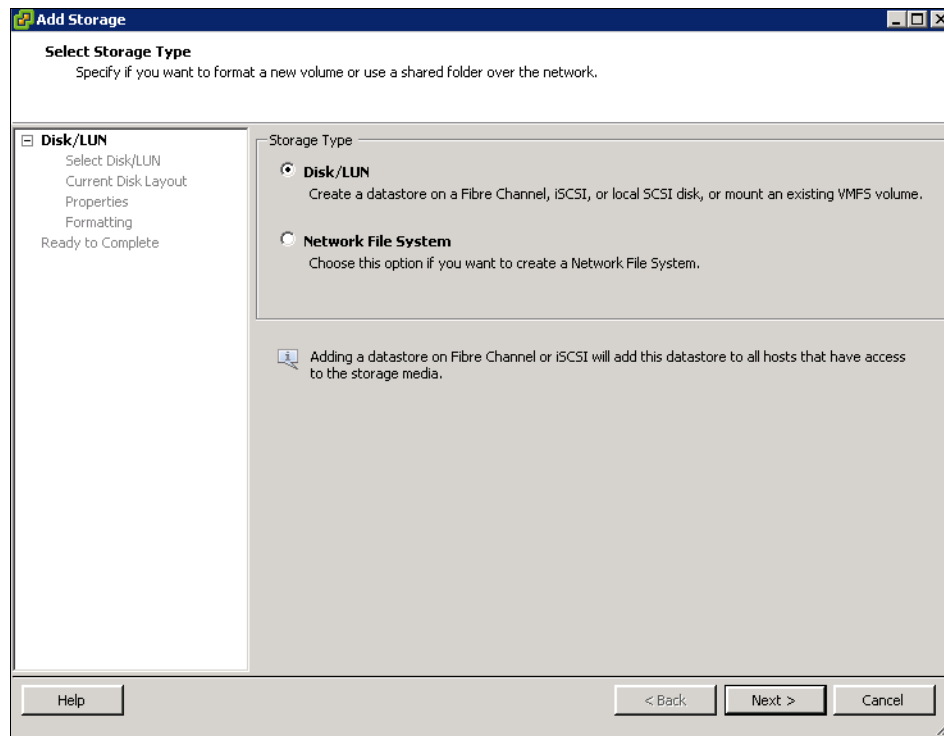 Add Storage
Select Storage Type
Specify if you want to format a new volume or use a shared folder over the network.
Disk/LUN
Select Disk/LUN
Current Disk Layout
Properties
Formatting
Ready to Complete
Storage Type
Disk/LUN
Create a datastore on a Fibre Channel, iSCSI, or local SCSI disk, or mount an existing VMFS volume.
Network File System
Choose this option if you want to create a Network File System.
Adding a datastore on Fibre Channel or iSCSI will add this datastore to all hosts that have access
to the storage media.
Help
< Back
Next >
Cancel